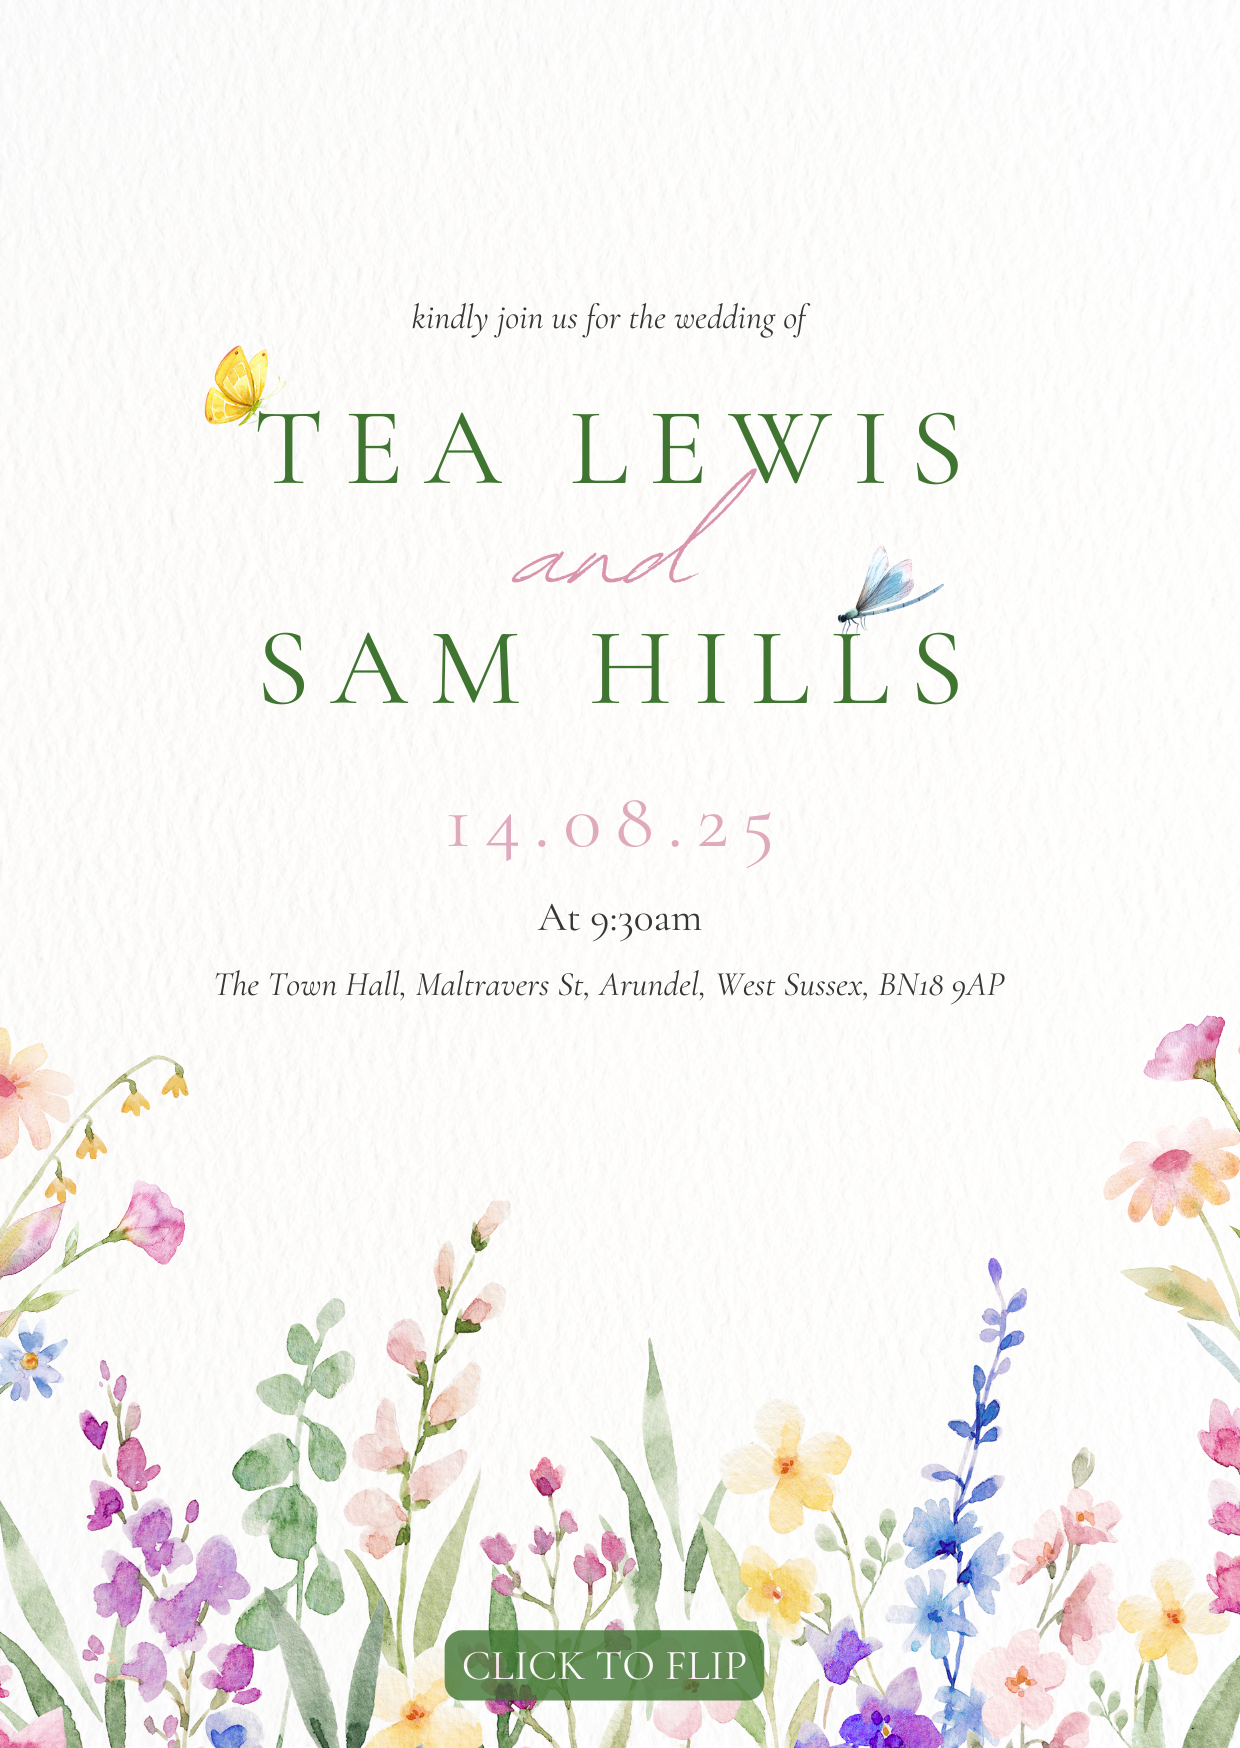 kindly join us for the wedding of
TEA LEWIS
and
SAM HILLS
14.08.25
At 9:30am
The Town Hall, Maltravers St, Arundel, West Sussex, BN18 9AP
CLICK TO FLIP